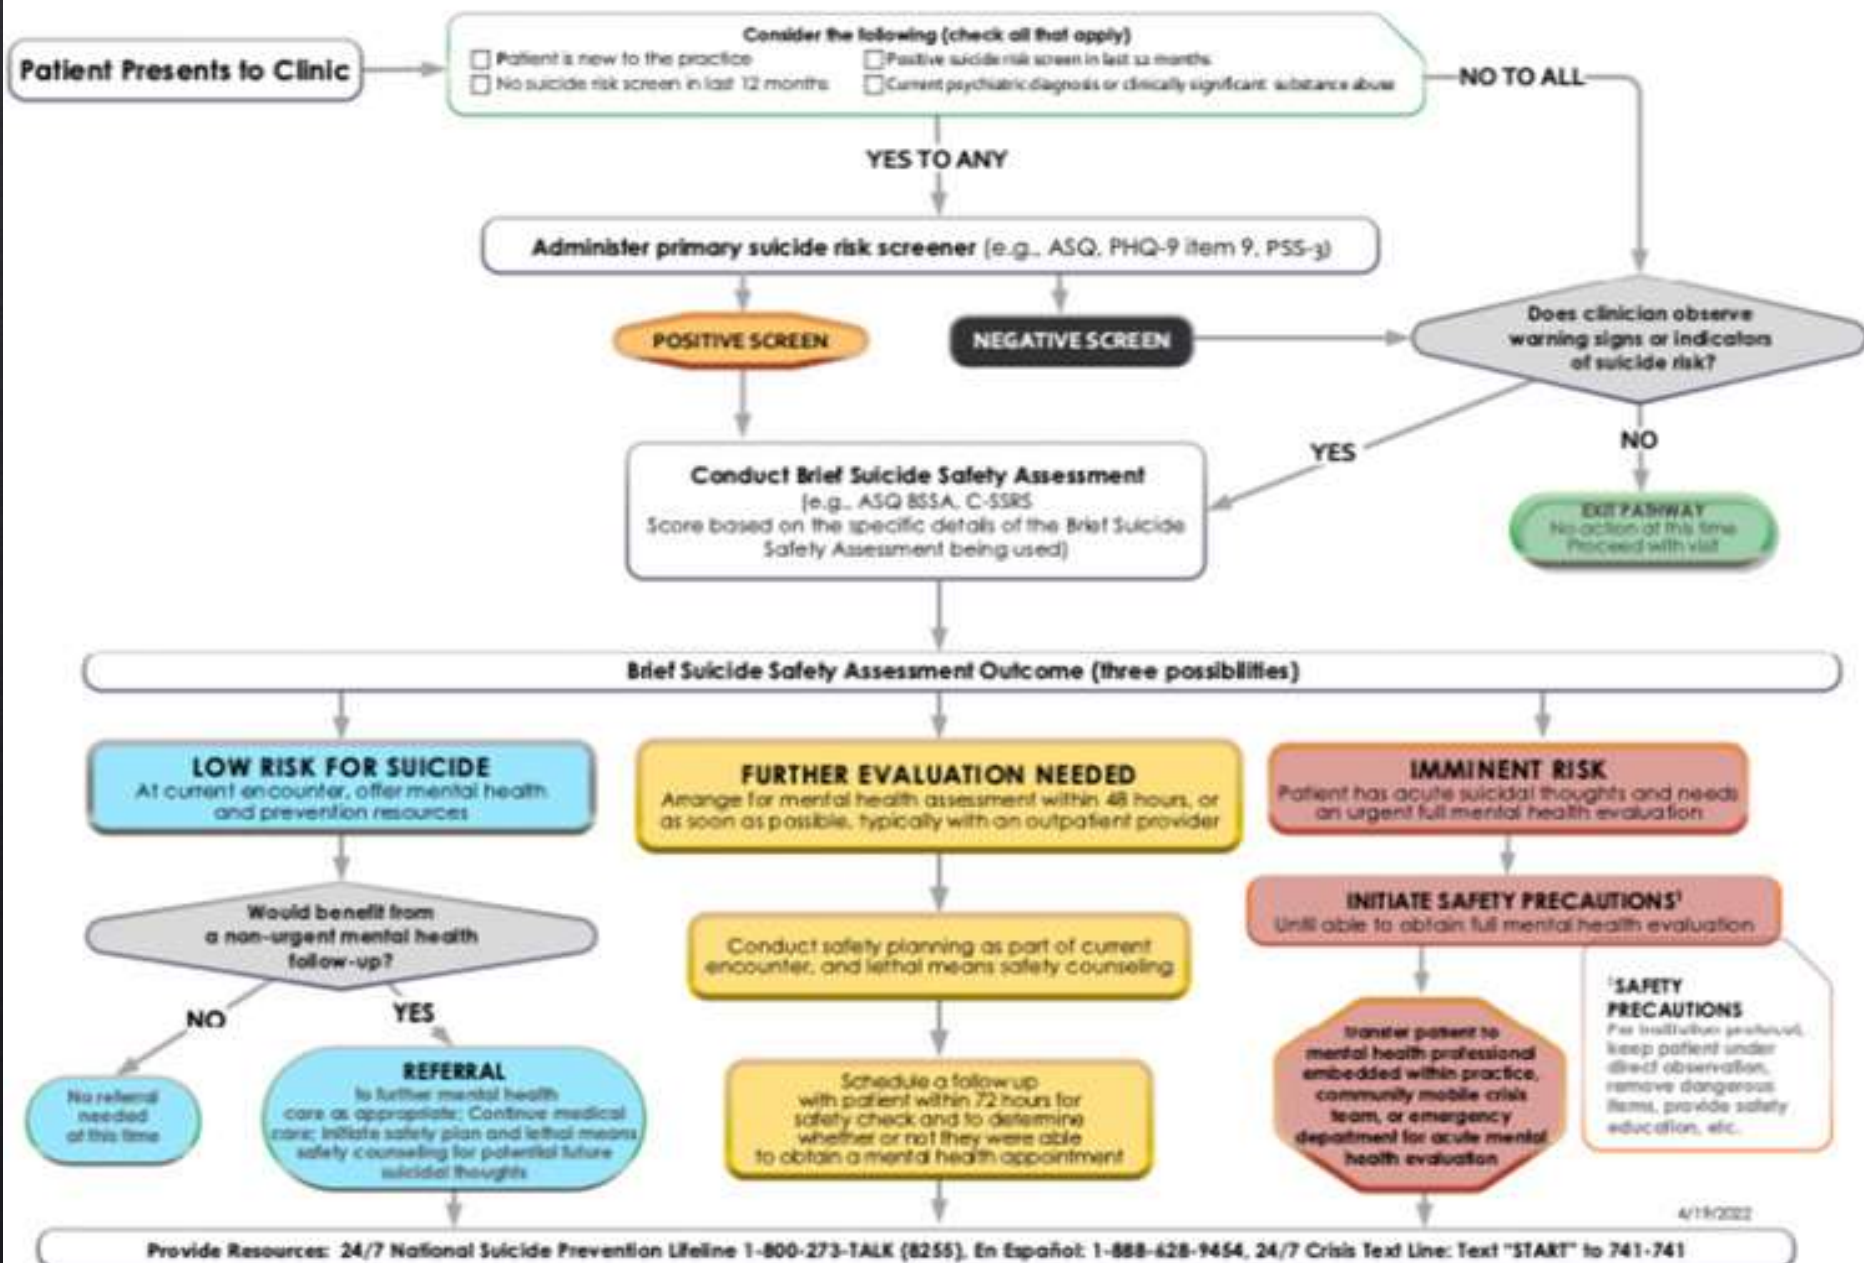 Patient Presents to Clinic
Consider the following (check all that apply)
Patient is new to the practice
Positive suicide risk screen in last 12 months
No suicide risk screen in last 12 months
Current psychiatric diagnosis or clinically significant substance abuse
NO TO ALL
YES TO ANY
Administer primary suicide risk screener (e.g., ASQ, PHQ-9 item 9, PSS-3)
POSITIVE SCREEN
NEGATIVE SCREEN
Does clinician observe
warning signs or indicators
of suicide risk?
YES
NO
Conduct Brief Suicide Safety Assessment
(e.g., ASQ BSSA, C-SSRS
Score based on the specific details of the Brief Suicide
Safety Assessment being used)
EXIT PATHWAY
No action at this time
Proceed with visit
Brief Suicide Safety Assessment Outcome (three possibilities)
LOW RISK FOR SUICIDE
At current encounter, offer mental health
and prevention resources
Would benefit from
a non-urgent mental health
follow-up?
NO
YES
No referral
needed
at this time
REFERRAL
to further mental health
care as appropriate; Continue medical
care; Initiate safety plan and lethal means
safety counseling for potential future
suicidal thoughts
FURTHER EVALUATION NEEDED
Arrange for mental health assessment within 48 hours, or
as soon as possible, typically with an outpatient provider
Conduct safety planning as part of current
encounter, and lethal means safety counseling
Schedule a follow up
with patient within 72 hours for
safety check and to determine
whether or not they were able
to obtain a mental health appointment
IMMINENT RISK
Patient has acute suicidal thoughts and needs
an urgent full mental health evaluation
INITIATE SAFETY PRECAUTIONS¹
Until able to obtain full mental health evaluation
Transfer patient to
mental health professional
embedded within practice,
community mobile crisis
team, or emergency
department for acute mental
health evaluation
¹SAFETY
PRECAUTIONS
Per institution protocol,
keep patient under
direct observation,
remove dangerous
items, provide safety
education, etc.
4/19/2022
Provide Resources: 24/7 National Suicide Prevention Lifeline 1-800-273-TALK (8255), En Español: 1-888-628-9454, 24/7 Crisis Text Line: Text "START" to 741-741